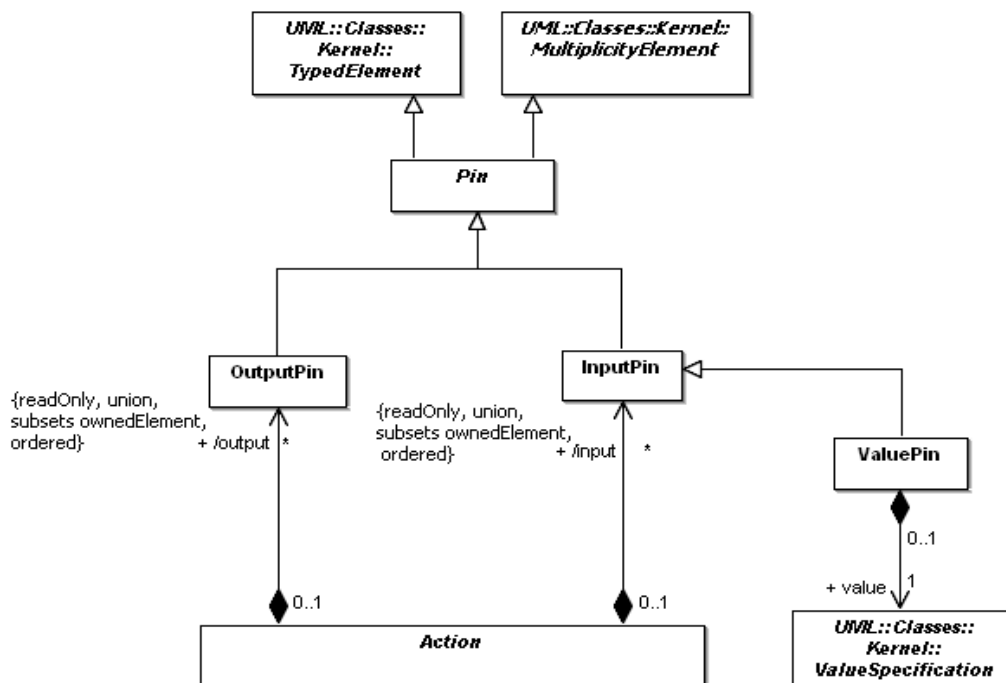 UML::Classes::
Kernel::
TypedElement
UML::Classes::Kernel::
MultiplicityElement
Pin
OutputPin
InputPin
{readOnly, union,
subsets ownedElement,
ordered}
+ /output
*
{readOnly, union,
subsets ownedElement,
ordered}
+ /input
*
ValuePin
0..1
0..1
0..1
+ value
1
Action
UML::Classes::
Kernel::
ValueSpecification